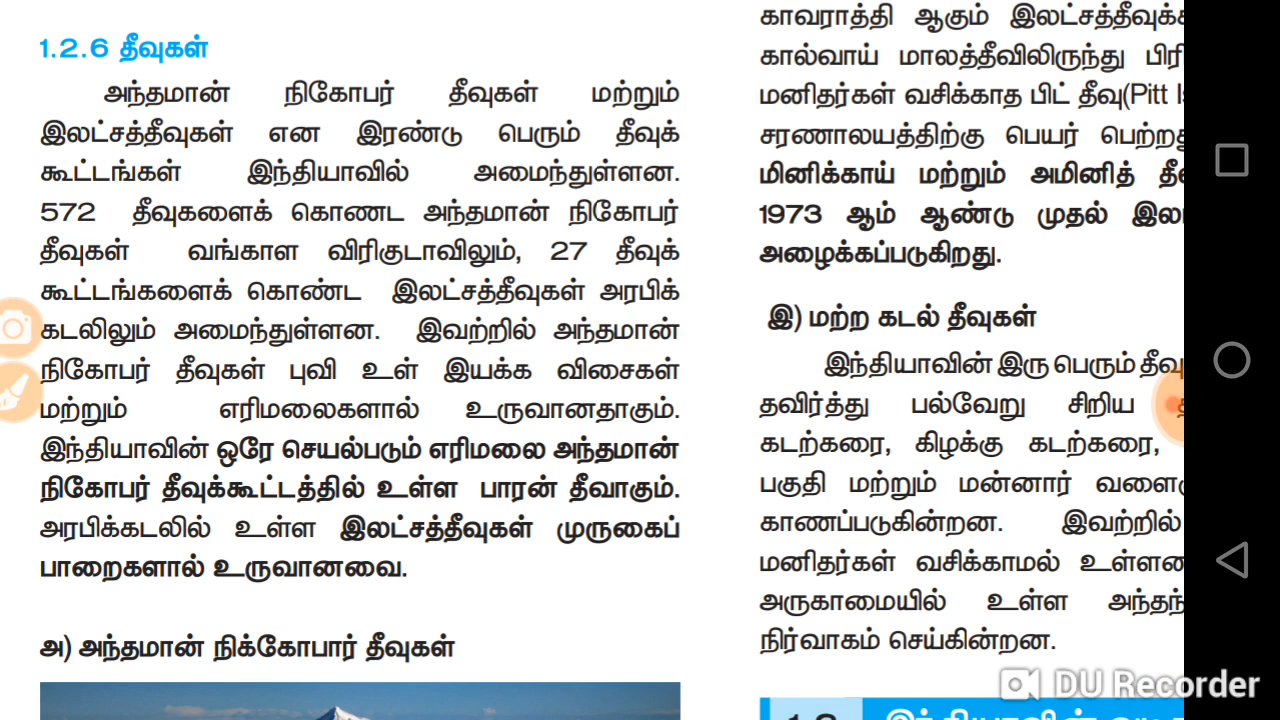 1.2.6 தீவுகள்
அந்தமான் நிகோபர் தீவுகள் மற்றும்
இலட்சத்தீவுகள் என இரண்டு பெரும் தீவுக்
கூட்டங்கள் இந்தியாவில் அமைந்துள்ளன.
572 தீவுகளைக் கொணட அந்தமான் நிகோபர்
தீவுகள் வங்காள விரிகுடாவிலும், 27 தீவுக்
கூட்டங்களைக் கொண்ட இலட்சத்தீவுகள் அரபிக்
கடலிலும் அமைந்துள்ளன. இவற்றில் அந்தமான்
நிகோபர் தீவுகள் புவி உள் இயக்க விசைகள்
மற்றும் எரிமலைகளால் உருவானதாகும்.
இந்தியாவின் ஒரே செயல்படும் எரிமலை அந்தமான்
நிகோபர் தீவுக்கூட்டத்தில் உள்ள பாரன் தீவாகும்.
அரபிக்கடலில் உள்ள இலட்சத்தீவுகள் முருகைப்
பாறைகளால் உருவானவை.
அ) அந்தமான் நிக்கோபார் தீவுகள்
காவராத்தி ஆகும் இலட்சத்தீவுக்
கால்வாய் மாலத்தீவிலிருந்து பிரி
மனிதர்கள் வசிக்காத பிட் தீவு(Pitt
சரணாலயத்திற்கு பெயர்
மினிக்காய் மற்றும் அமினித்
1973 ஆம் ஆண்டு முதல்
அழைக்கப்படுகிறது.
இ) மற்ற கடல் தீவுகள்
இந்தியாவின் இரு பெரும்
தவிர்த்து பல்வேறு சிறிய
கடற்கரை, கிழக்கு கடற்கரை,
பகுதி மற்றும் மன்னார்
காணப்படுகின்றன. இவற்றில்
மனிதர்கள் வசிக்காமல்
அருகாமையில் உள்ள
நிர்வாகம் செய்கின்றன.
DU Recorder